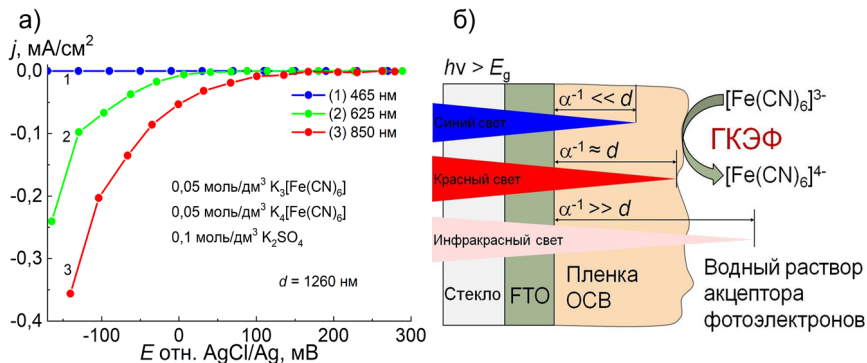 а)
j, мА/см²
0,0
-0,1
-0,2
-0,3
-0,4
-100
0
100
200
300
E отн. AgCl/Ag, мВ
1
2
3
(1) 465 нм
(2) 625 нм
(3) 850 нм
0,05 моль/дм³ K₃[Fe(CN)₆]
0,05 моль/дм³ K₄[Fe(CN)₆]
0,1 моль/дм³ K₂SO₄
d = 1260 нм
б)
hν > E_g
α⁻¹ << d
Синий свет
α⁻¹ ≈ d
Красный свет
α⁻¹ >> d
Инфракрасный свет
[Fe(CN)₆]³⁻
ГКЭФ
[Fe(CN)₆]⁴⁻
Стекло
FTO
Пленка
ОСВ
Водный раствор
акцептора
фотоэлектронов